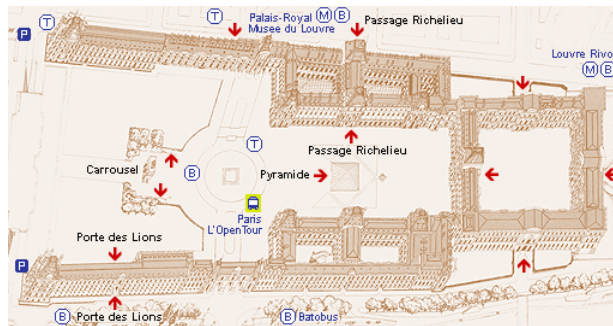 T
T
Palais-Royal M B
Musee du Louvre
Passage Richelieu
P
Louvre Rivo
M B
T
Passage Richelieu
Carrousel
B
Pyramide
Paris
L'OpenTour
Porte des Lions
P
B Porte des Lions
B Batobus